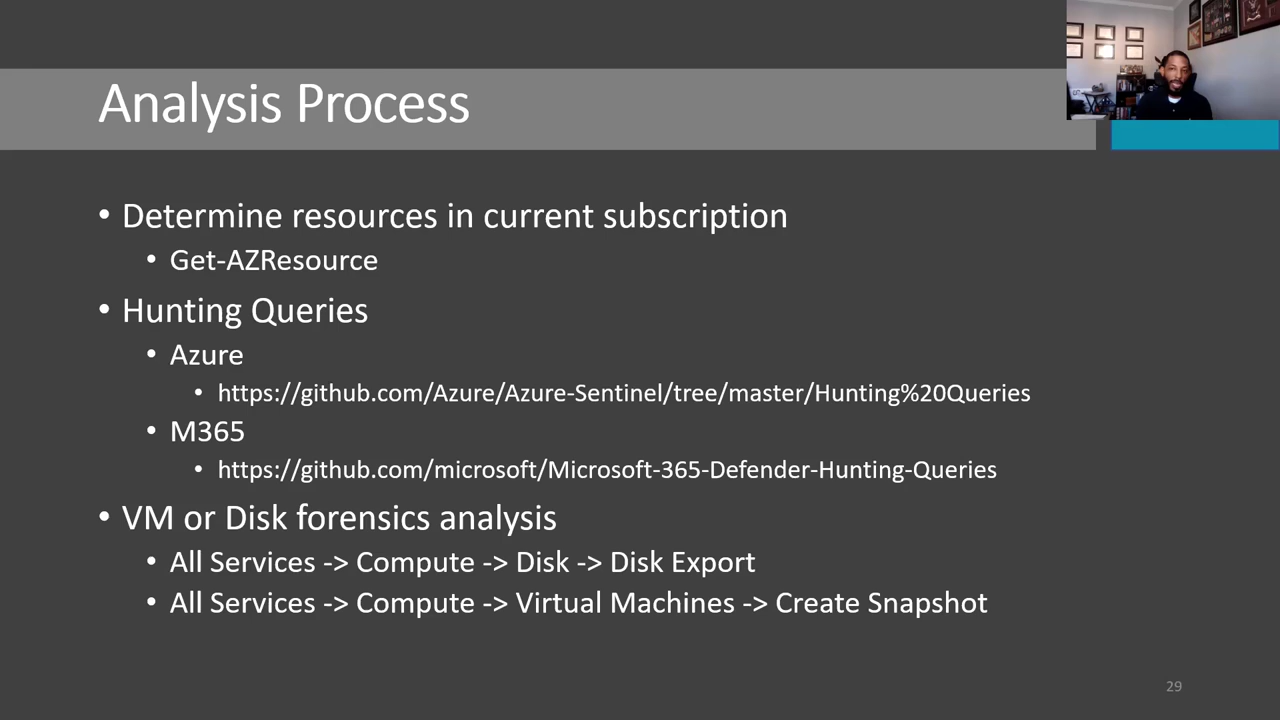 Analysis Process
• Determine resources in current subscription
• Get-AZResource
• Hunting Queries
• Azure
• https://github.com/Azure/Azure-Sentinel/tree/master/Hunting%20Queries
• M365
• https://github.com/microsoft/Microsoft-365-Defender-Hunting-Queries
• VM or Disk forensics analysis
• All Services -> Compute -> Disk -> Disk Export
• All Services -> Compute -> Virtual Machines -> Create Snapshot
29